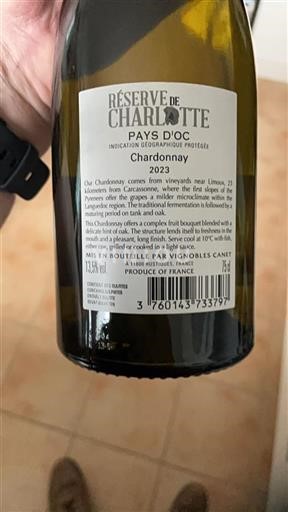 RÉSERVE DE
CHARLOTTE
PAYS D'OC
INDICATION GÉOGRAPHIQUE PROTÉGÉE
Chardonnay
2023
Our Chardonnay comes from vineyards near Limoux, 25
kilometers from Carcassonne, where the first slopes of the
Pyrenees offer the grapes a milder microclimate within the
Languedoc region. The traditional fermentation is followed by a
maturing period on tank and oak.
This Chardonnay offers a complex fruit bouquet blended with a
delicate hint of oak. The structure lends itself to freshness in the
mouth and a pleasant, long finish. Serve cool at 10°C with fish,
either raw, grilled or cooked in a light sauce.
MIS EN BOUTEILLE PAR VIGNOBLES CANET
À 11800 RUSTIQUES, FRANCE
13,5% vol
PRODUCE OF FRANCE
75cl
3 760143 733797